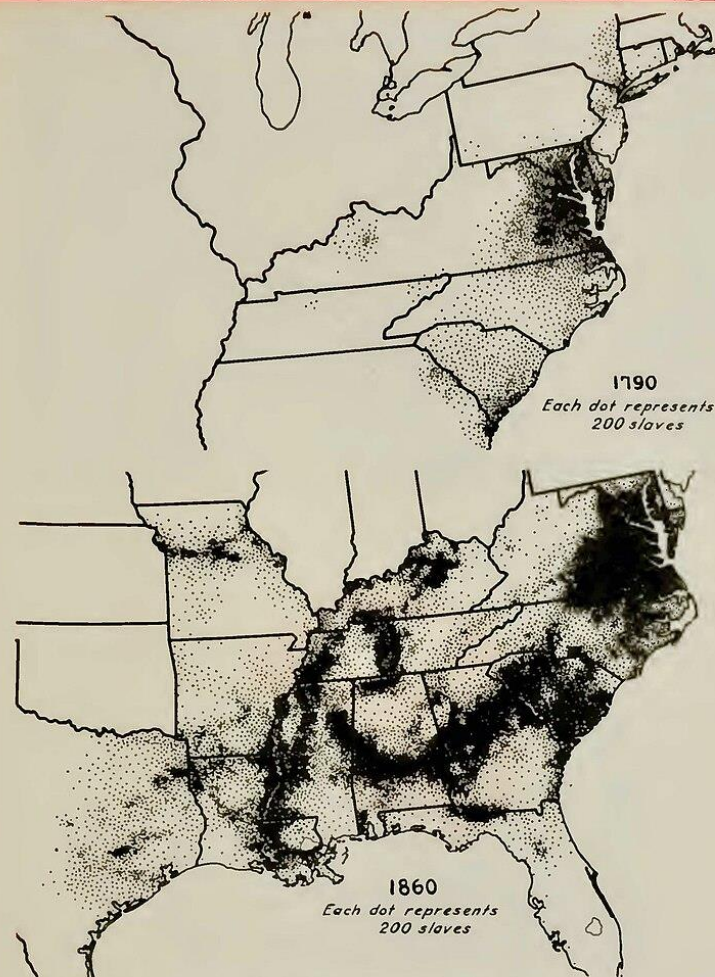 1790
Each dot represents
200 slaves
1860
Each dot represents
200 slaves